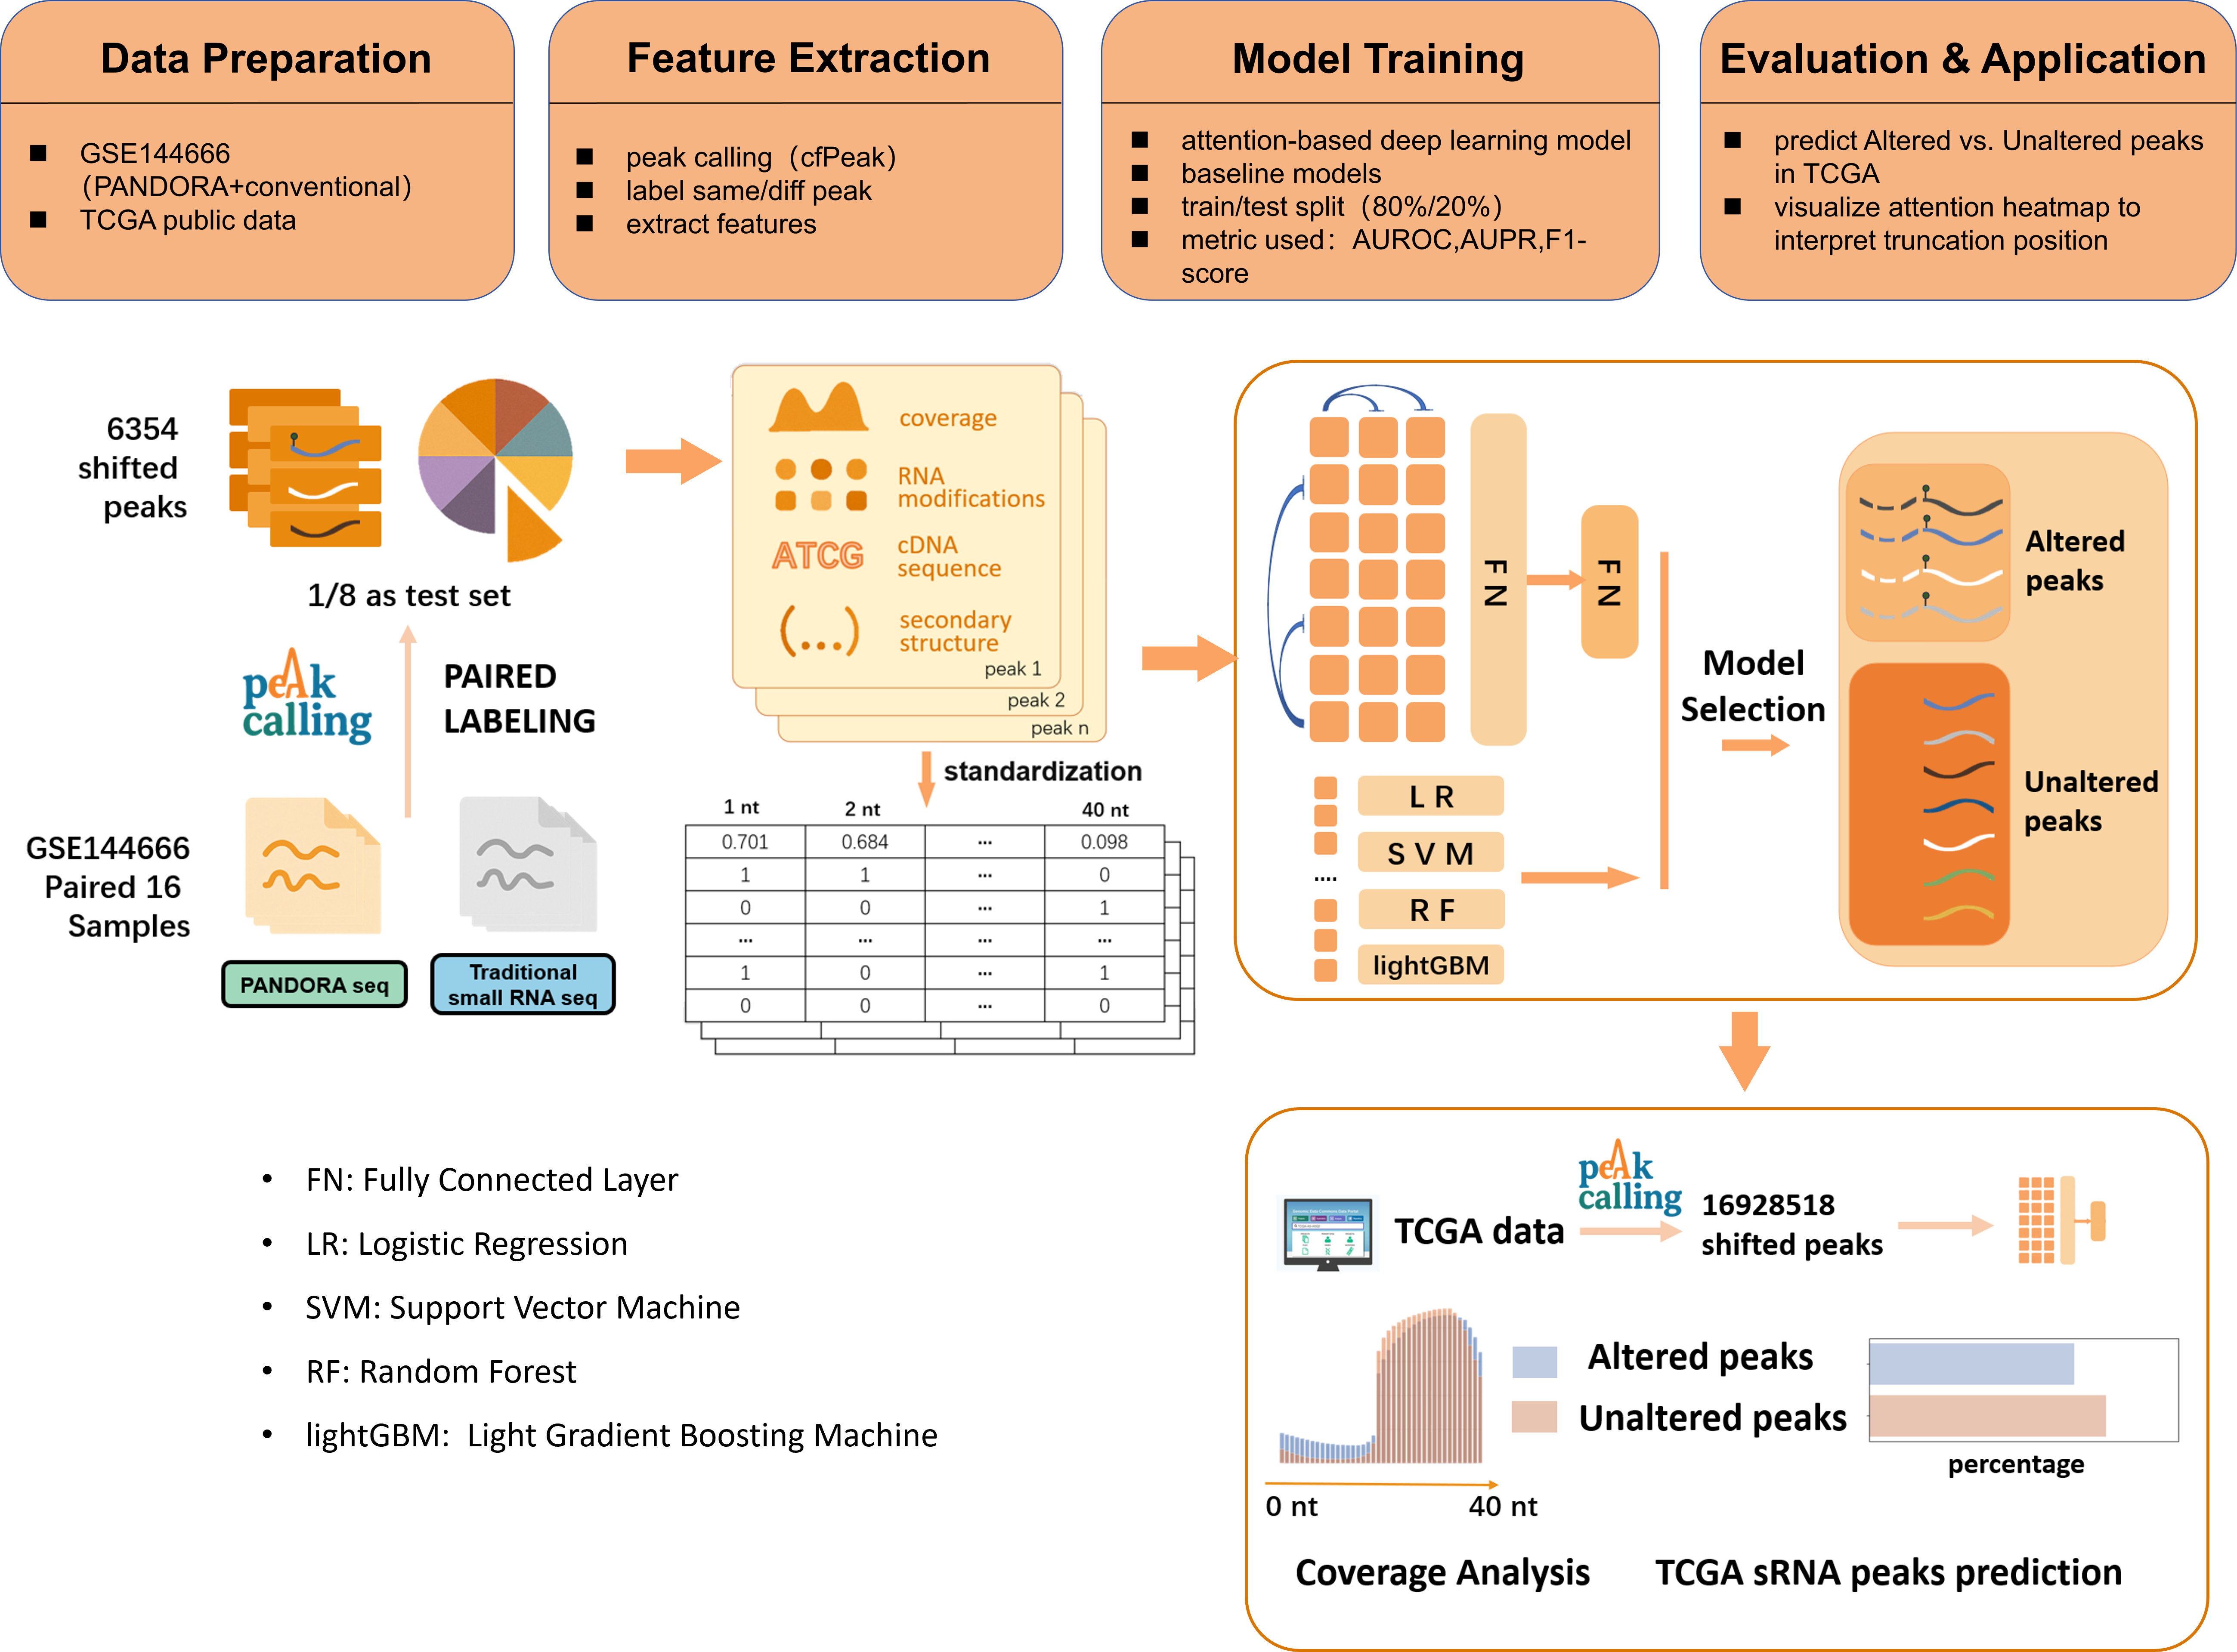 Data Preparation
■ GSE144666
（PANDORA+conventional）
■ TCGA public data
Feature Extraction
■ peak calling（cfPeak）
■ label same/diff peak
■ extract features
Model Training
■ attention-based deep learning model
■ baseline models
■ train/test split（80%/20%）
■ metric used：AUROC,AUPR,F1-
score
Evaluation & Application
■ predict Altered vs. Unaltered peaks
in TCGA
■ visualize attention heatmap to
interpret truncation position
6354
shifted
peaks
1/8 as test set
peak
calling
PAIRED
LABELING
GSE144666
Paired 16
Samples
PANDORA seq
Traditional
small RNA seq
coverage
RNA
modifications
ATCG
cDNA
sequence
(...)
secondary
structure
peak 1
peak 2
peak n
standardization
1 nt 2 nt 40 nt
0.701 0.684 ... 0.098
1 1 ... 0
0 0 ... 1
... ... ... ...
1 0 ... 1
0 0 ... 0
FN
FN
LR
SVM
....
RF
lightGBM
Model
Selection
Altered
peaks
Unaltered
peaks
• FN: Fully Connected Layer
• LR: Logistic Regression
• SVM: Support Vector Machine
• RF: Random Forest
• lightGBM: Light Gradient Boosting Machine
TCGA data
peak
calling
16928518
shifted peaks
Altered peaks
Unaltered peaks
percentage
0 nt 40 nt
Coverage Analysis
TCGA sRNA peaks prediction